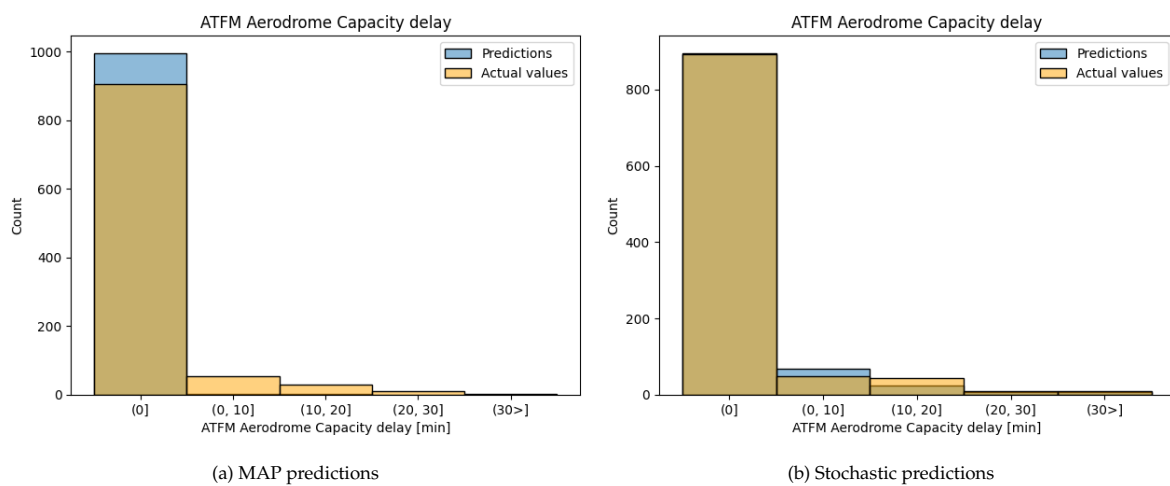 ATFM Aerodrome Capacity delay
Predictions
Actual values
1000
800
600
400
200
0
Count
(0]
(0, 10]
(10, 20]
(20, 30]
(30>]
ATFM Aerodrome Capacity delay [min]
(a) MAP predictions
ATFM Aerodrome Capacity delay
Predictions
Actual values
800
600
400
200
0
Count
(0]
(0, 10]
(10, 20]
(20, 30]
(30>]
ATFM Aerodrome Capacity delay [min]
(b) Stochastic predictions